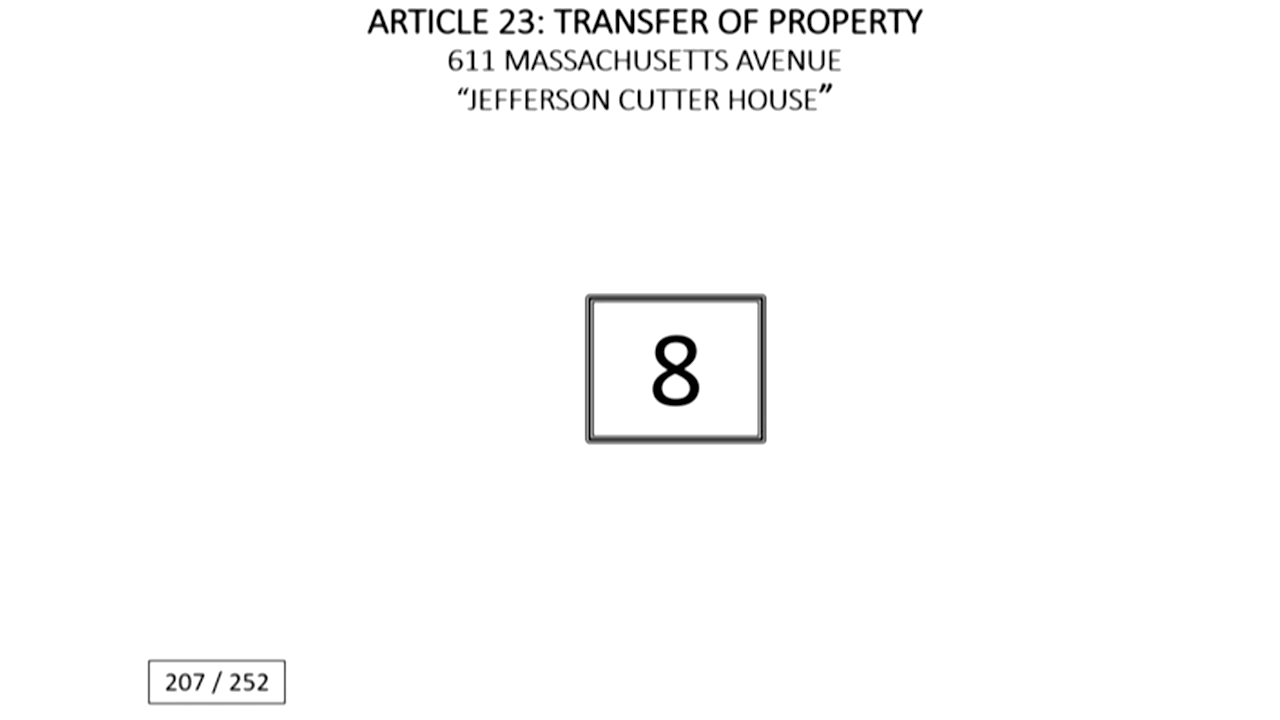 ARTICLE 23: TRANSFER OF PROPERTY
611 MASSACHUSETTS AVENUE
“JEFFERSON CUTTER HOUSE”
8
207 / 252